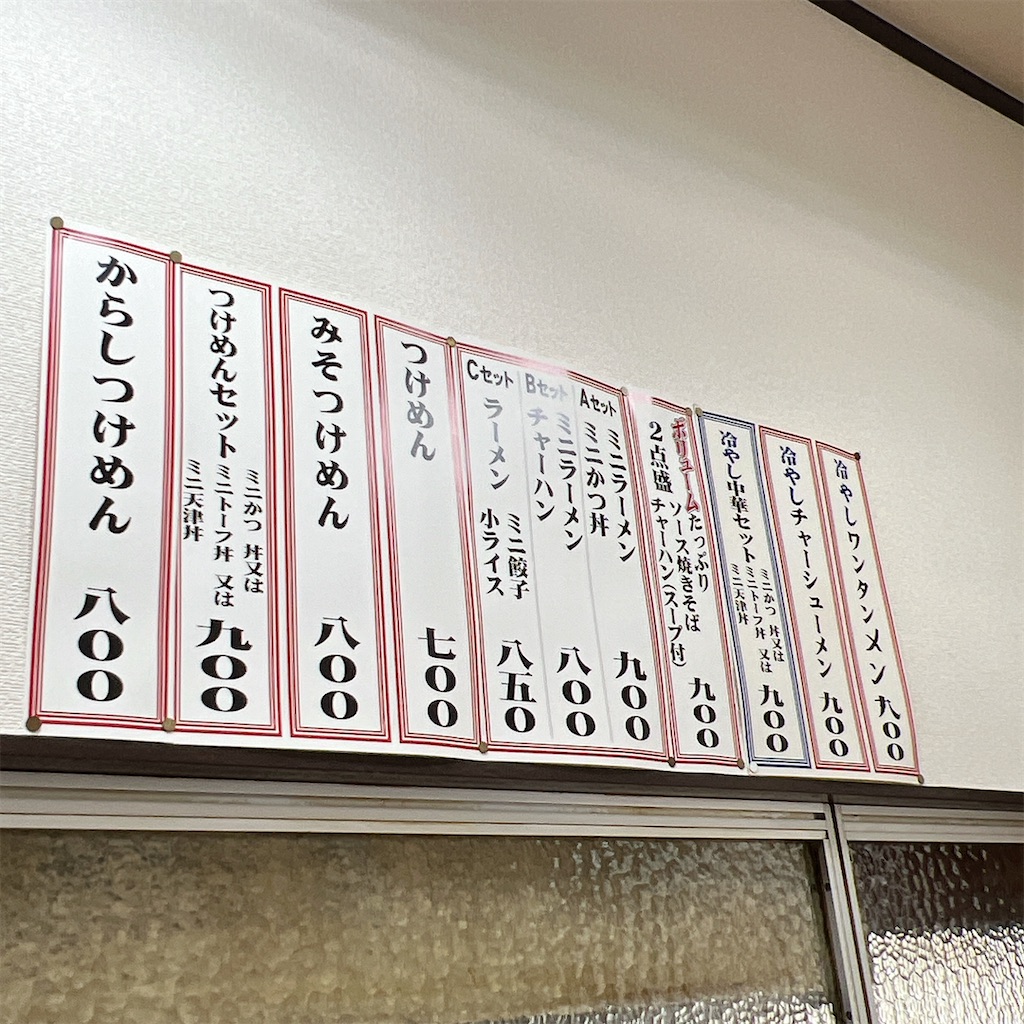 冷やしワンタンメン 九〇〇
冷やしチャーシューメン 九〇〇
冷やし中華セット
ミニかつ丼又は
ミニトーフ丼 又は
ミニ天津丼
九〇〇
ボリュームたっぷり
2点盛
ソース焼きそば
チャーハン(スープ付)
九〇〇
Aセット
ミニラーメン
ミニかつ丼
九〇〇
Bセット
ミニラーメン
チャーハン
八〇〇
Cセット
ラーメン
ミニ餃子
小ライス
八五〇
つけめん 七〇〇
みそつけめん 八〇〇
つけめんセット
ミニかつ丼又は
ミニトーフ丼 又は
ミニ天津丼
九〇〇
からしつけめん 八〇〇